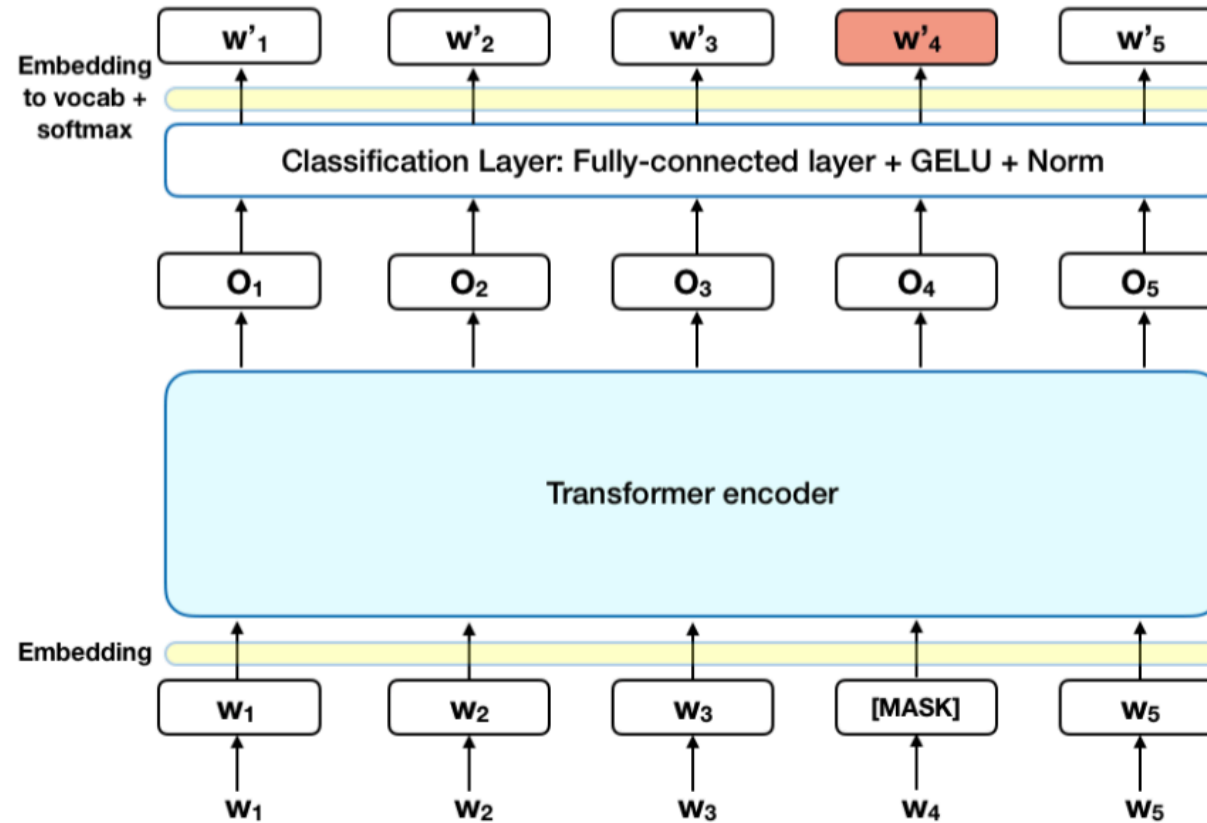 w’1 w’2 w’3 w’4 w’5
Embedding
to vocab +
softmax
Classification Layer: Fully-connected layer + GELU + Norm
O1 O2 O3 O4 O5
Transformer encoder
Embedding
W1 W2 W3 [MASK] W5
W1 W2 W3 W4 W5